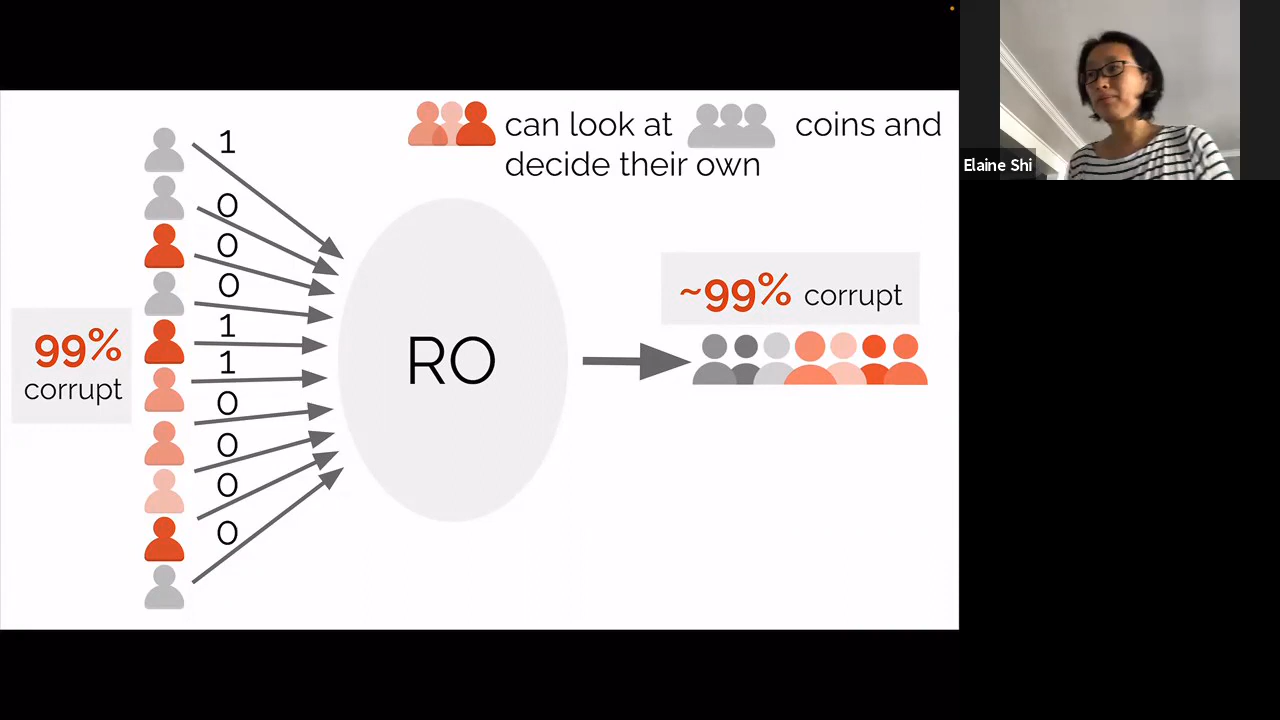 can look at coins and
decide their own
1
0
0
0
1
1
0
0
0
0
99%
corrupt
RO
~99% corrupt
Elaine Shi